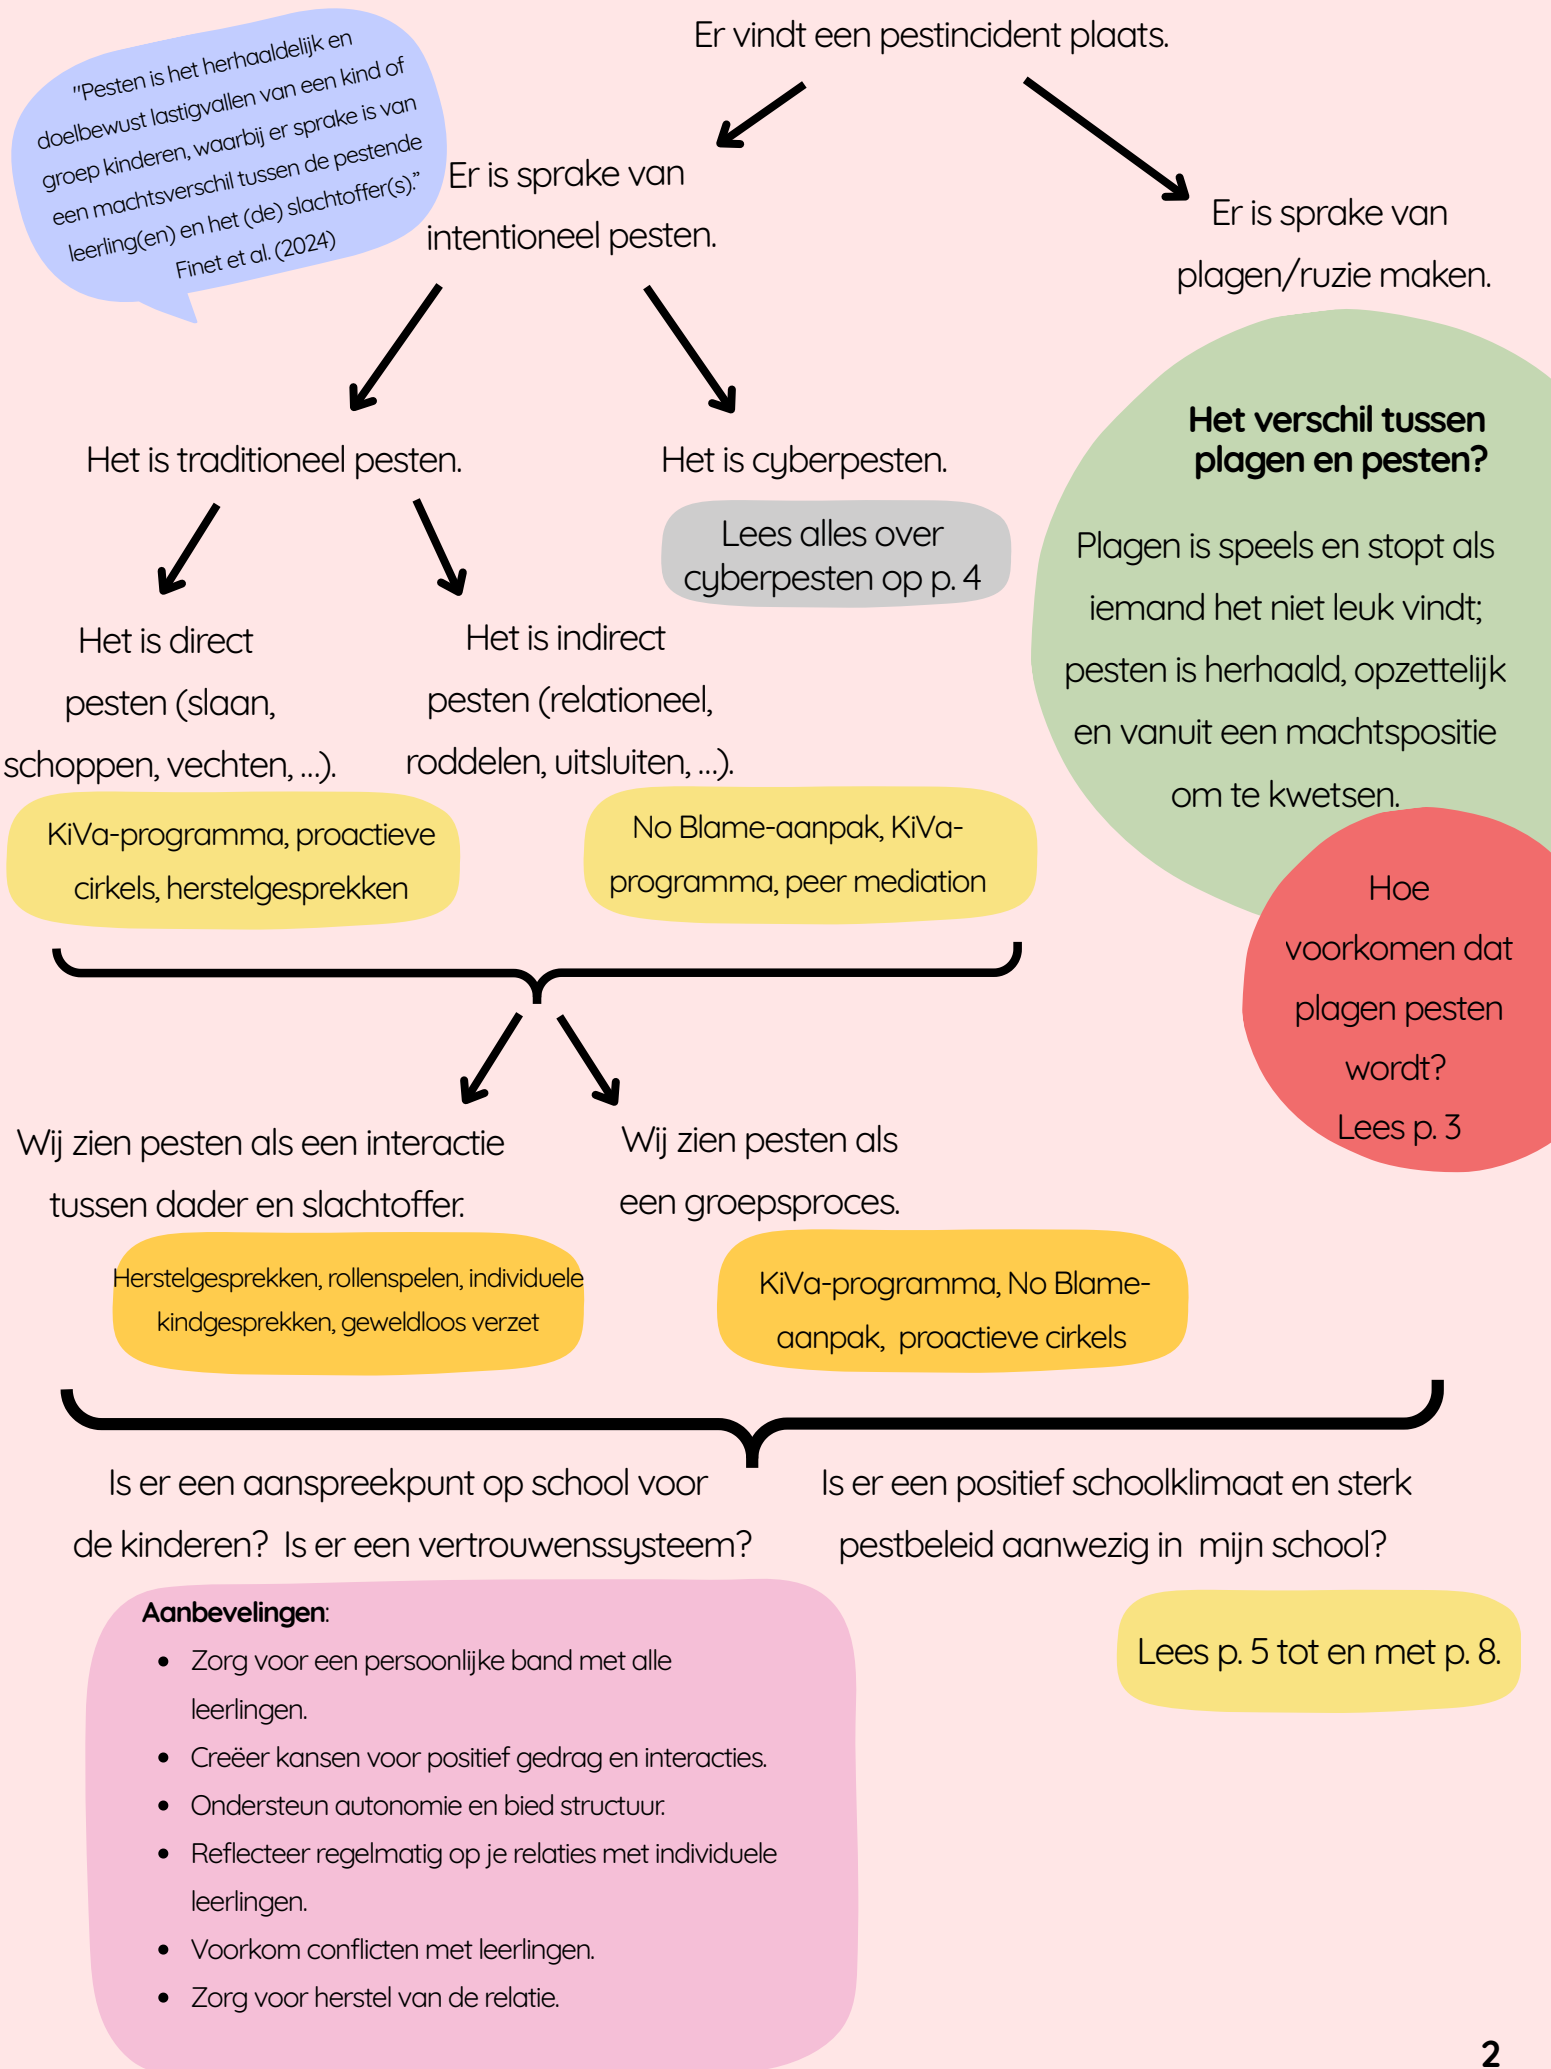 Er vindt een pestincident plaats.
"Pesten is het herhaaldelijk en
doelbewust lastigvallen van een kind of
groep kinderen, waarbij er sprake is van
een machtsverschil tussen de pestende
leerling(en) en het (de) slachtoffer(s)."
Finet et al. (2024)
Er is sprake van
intentioneel pesten.
Er is sprake van
plagen/ruzie maken.
Het is traditioneel pesten.
Het is cyberpesten.
Lees alles over
cyberpesten op p. 4
Het verschil tussen
plagen en pesten?
Plagen is speels en stopt als
iemand het niet leuk vindt;
pesten is herhaald, opzettelijk
en vanuit een machtspositie
om te kwetsen.
Hoe
voorkomen dat
plagen pesten
wordt?
Lees p. 3
Het is direct
pesten (slaan,
schoppen, vechten, ...).
Het is indirect
pesten (relationeel,
roddelen, uitsluiten, ...).
KiVa-programma, proactieve
cirkels, herstelgesprekken
No Blame-aanpak, KiVa-
programma, peer mediation
Wij zien pesten als een interactie
tussen dader en slachtoffer.
Wij zien pesten als
een groepsproces.
Herstelgesprekken, rollenspelen, individuele
kindgesprekken, geweldloos verzet
KiVa-programma, No Blame-
aanpak,  proactieve cirkels
Is er een aanspreekpunt op school voor
de kinderen?  Is er een vertrouwenssysteem?
Is er een positief schoolklimaat en sterk
pestbeleid aanwezig in  mijn school?
Aanbevelingen:
• Zorg voor een persoonlijke band met alle
leerlingen.
• Creëer kansen voor positief gedrag en interacties.
• Ondersteun autonomie en bied structuur.
• Reflecteer regelmatig op je relaties met individuele
leerlingen.
• Voorkom conflicten met leerlingen.
• Zorg voor herstel van de relatie.
Lees p. 5 tot en met p. 8.
2